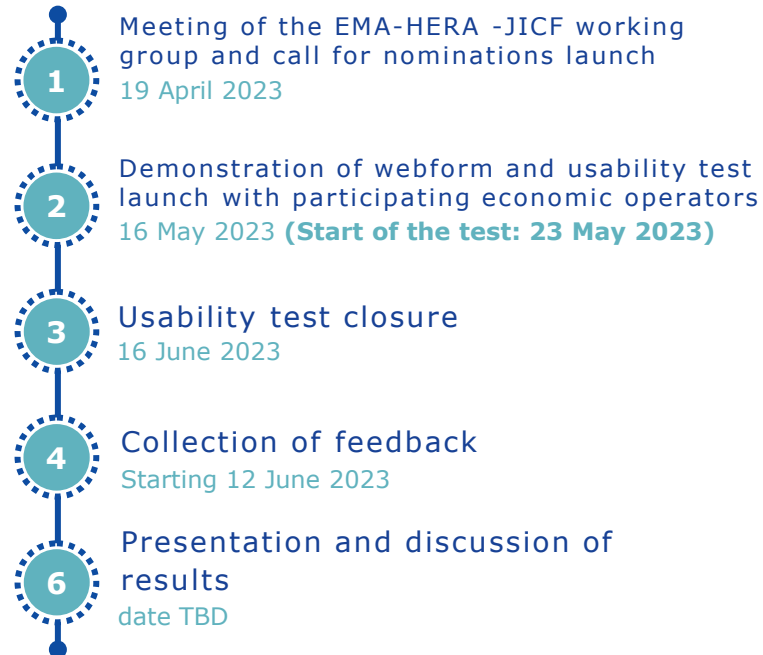 1
Meeting of the EMA-HERA -JICF working
group and call for nominations launch
19 April 2023
2
Demonstration of webform and usability test
launch with participating economic operators
16 May 2023 (Start of the test: 23 May 2023)
3
Usability test closure
16 June 2023
4
Collection of feedback
Starting 12 June 2023
6
Presentation and discussion of
results
date TBD